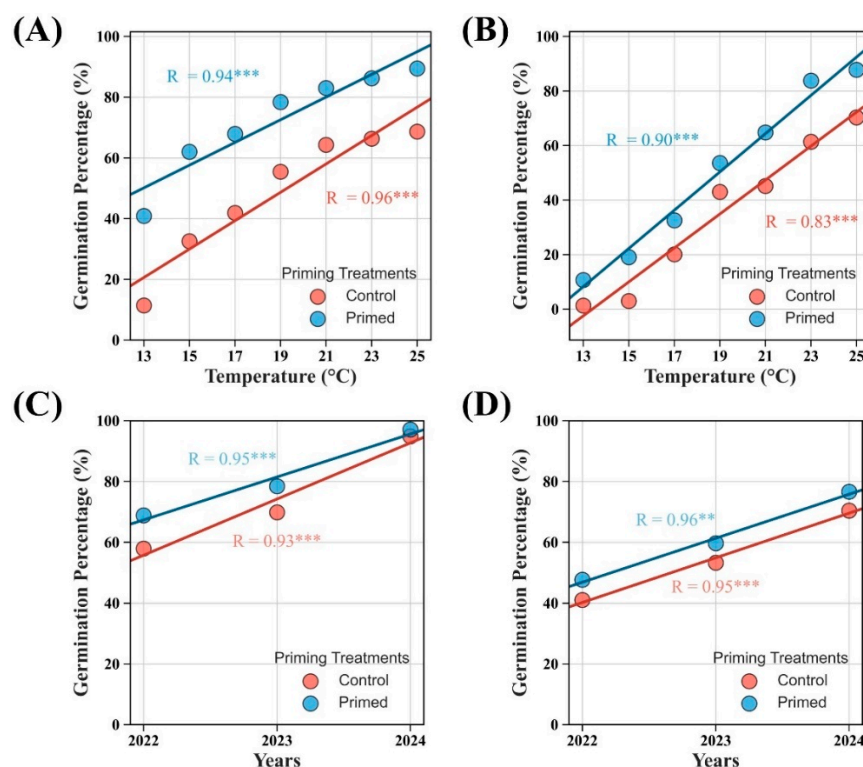 (A)
Germination Percentage (%)
100
80
60
40
20
0
R = 0.94***
R = 0.96***
Priming Treatments
Control
Primed
13 15 17 19 21 23 25
Temperature (°C)
(B)
Germination Percentage (%)
100
80
60
40
20
0
R = 0.90***
R = 0.83***
Priming Treatments
Control
Primed
13 15 17 19 21 23 25
Temperature (°C)
(C)
Germination Percentage (%)
100
80
60
40
20
0
R = 0.95***
R = 0.93***
Priming Treatments
Control
Primed
2022 2023 2024
Years
(D)
Germination Percentage (%)
100
80
60
40
20
0
R = 0.96**
R = 0.95***
Priming Treatments
Control
Primed
2022 2023 2024
Years